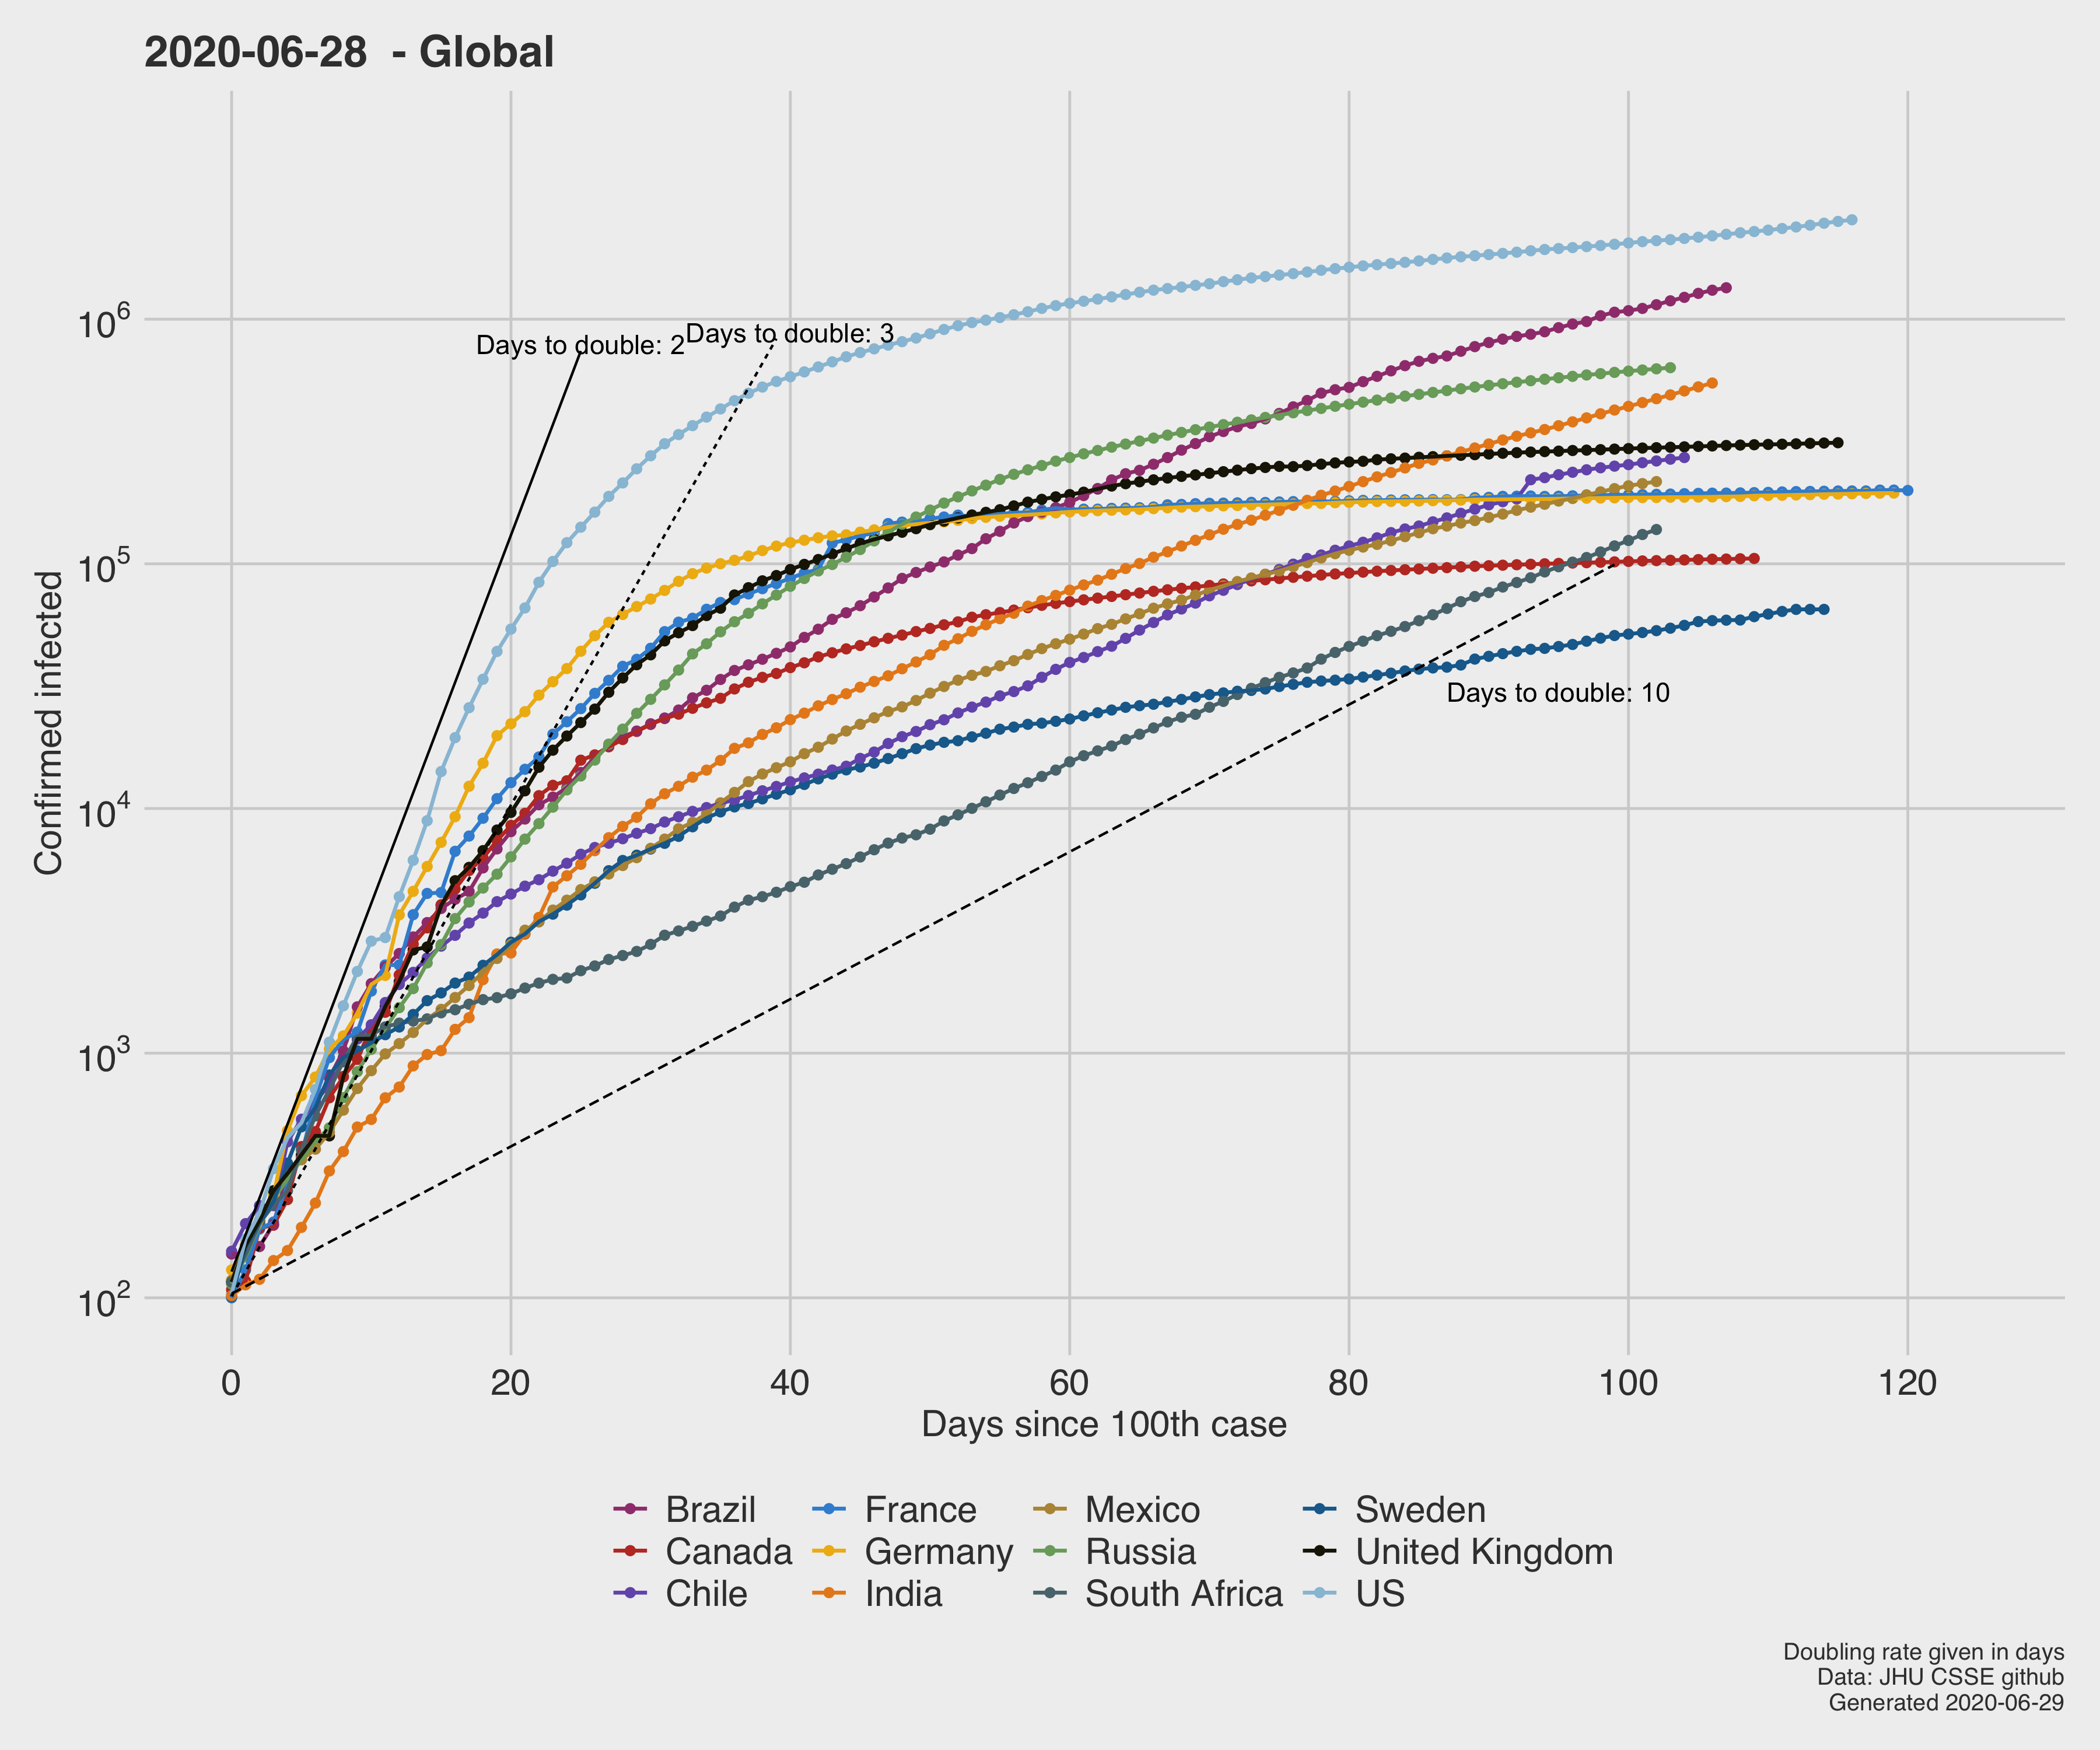 2020-06-28  - Global
Confirmed infected
10^6
10^5
10^4
10^3
10^2
Days to double: 2
Days to double: 3
Days to double: 10
0 20 40 60 80 100 120
Days since 100th case
Brazil France Mexico Sweden
Canada Germany Russia United Kingdom
Chile India South Africa US
Doubling rate given in days
Data: JHU CSSE github
Generated 2020-06-29